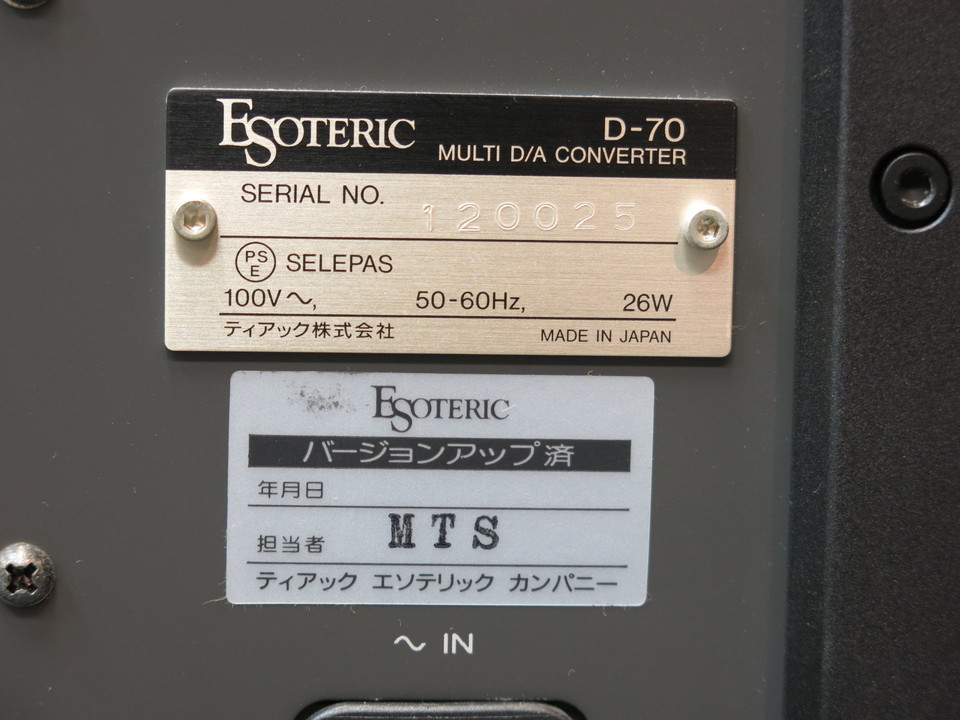 ESOTERIC
D-70
MULTI D/A CONVERTER
SERIAL NO. 120025
PS E SELEPAS
100V〜, 50-60Hz, 26W
ティアック株式会社 MADE IN JAPAN
ESOTERIC
バージョンアップ済
年月日
担当者 MTS
ティアック エソテリック カンパニー
〜 IN